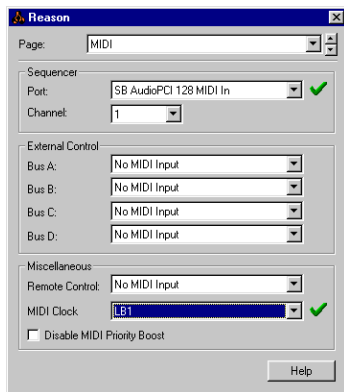 Reason
Page: MIDI
Sequencer
Port: SB AudioPCI 128 MIDI In
Channel: 1
External Control
Bus A: No MIDI Input
Bus B: No MIDI Input
Bus C: No MIDI Input
Bus D: No MIDI Input
Miscellaneous
Remote Control: No MIDI Input
MIDI Clock LB1
Disable MIDI Priority Boost
Help